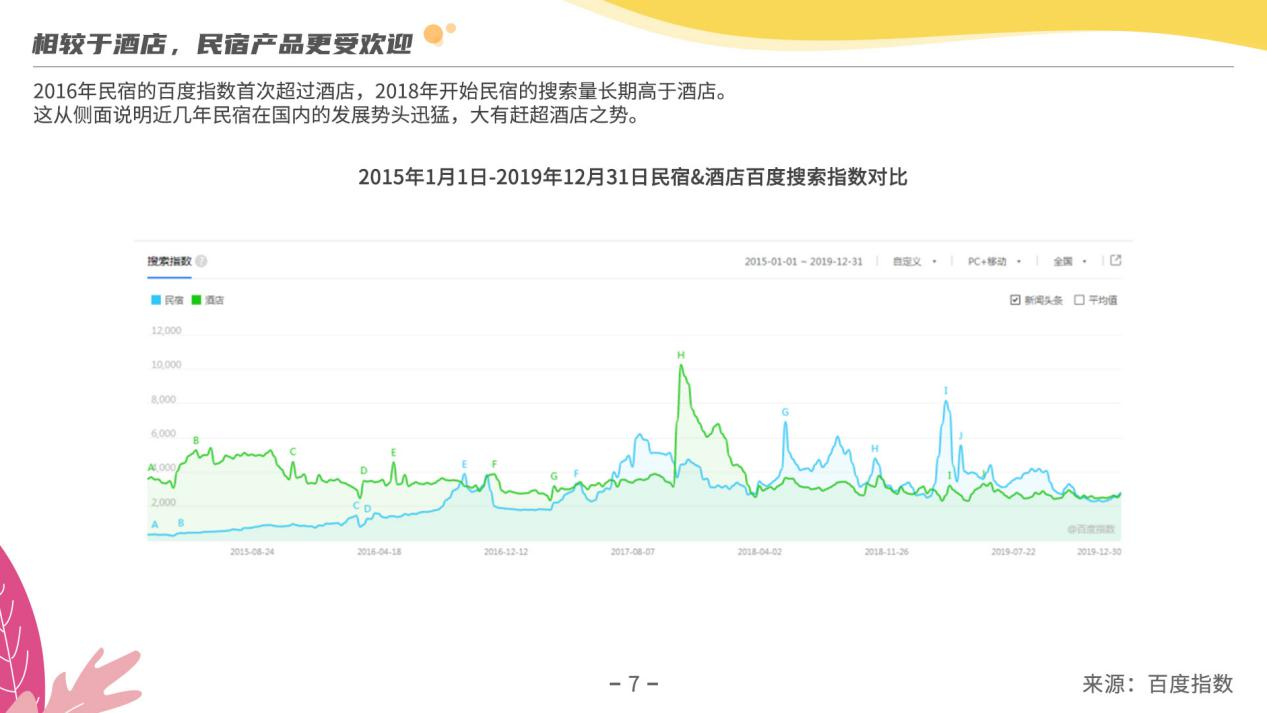 相较于酒店，民宿产品更受欢迎
2016年民宿的百度指数首次超过酒店，2018年开始民宿的搜索量长期高于酒店。
这从侧面说明近几年民宿在国内的发展势头迅猛，大有赶超酒店之势。
2015年1月1日-2019年12月31日民宿&酒店百度搜索指数对比
搜索指数 ? 2015-01-01 ~ 2019-12-31 自定义 PC+移动 全国
民宿 酒店 新闻头条 平均值
12,000
H
10,000
I
8,000
G
6,000
B J
C E E F H
A 4,000 D G F I
2,000 C D
A B
@百度指数
2015-08-24 2016-04-18 2016-12-12 2017-08-07 2018-04-02 2018-11-26 2019-07-22 2019-12-30
- 7 -
来源：百度指数